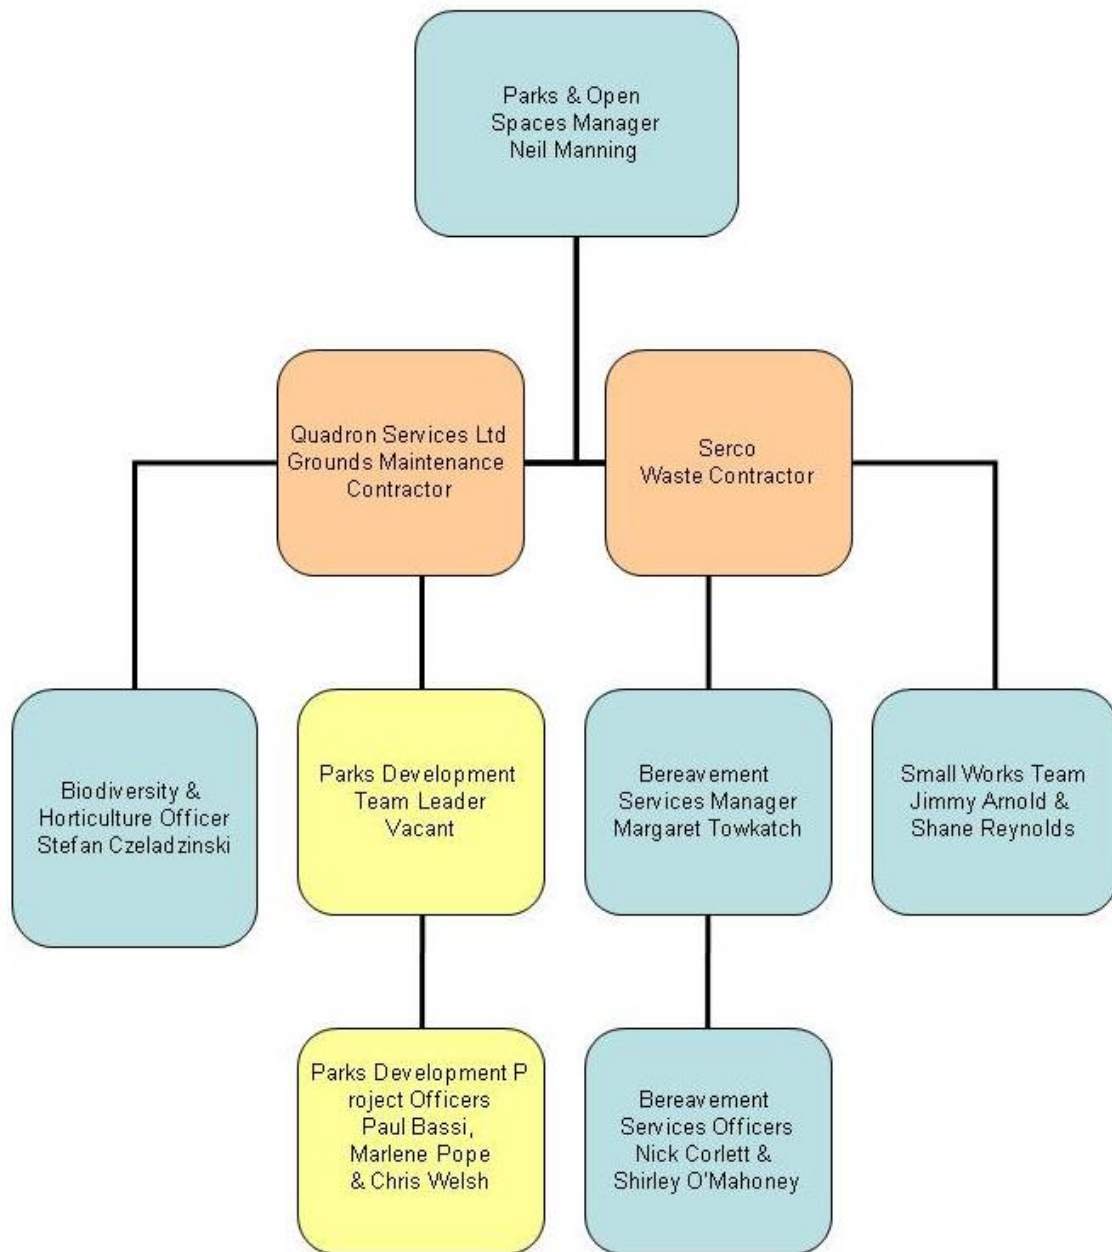 Parks & Open
Spaces Manager
Neil Manning
Quadron Services Ltd
Grounds Maintenance
Contractor
Serco
Waste Contractor
Biodiversity &
Horticulture Officer
Stefan Czeladzinski
Parks Development
Team Leader
Vacant
Bereavement
Services Manager
Margaret Towkatch
Small Works Team
Jimmy Arnold &
Shane Reynolds
Parks Development P
roject Officers
Paul Bassi,
Marlene Pope
& Chris Welsh
Bereavement
Services Officers
Nick Corlett &
Shirley O'Mahoney